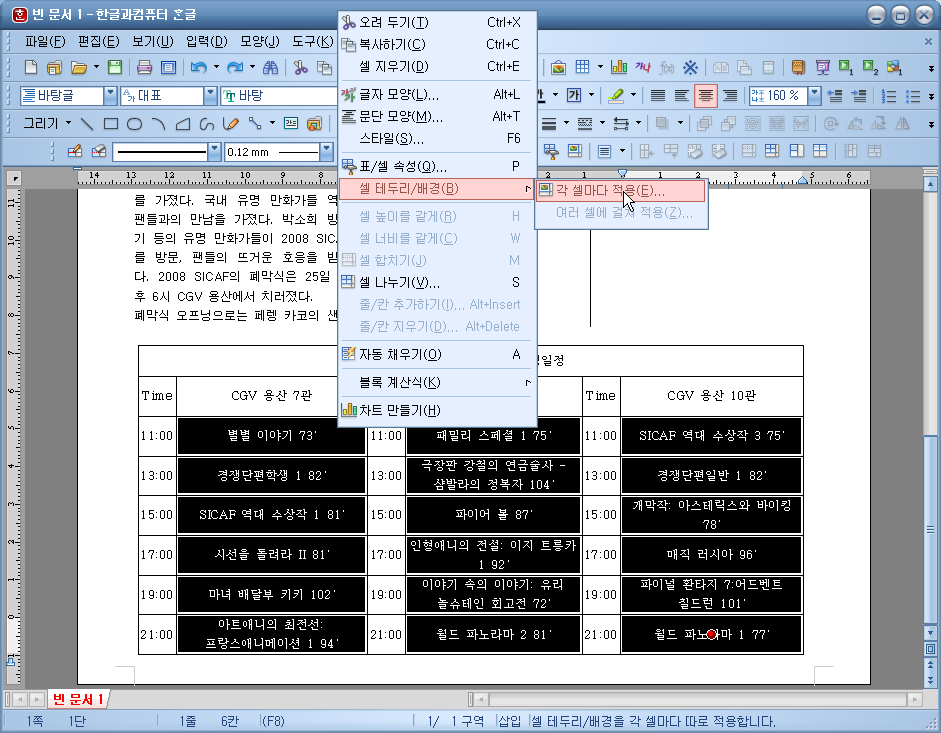 빈 문서 1 - 한글과컴퓨터 훈글
파일(F) 편집(E) 보기(U) 입력(D) 모양(J) 도구(K)
바탕글 대표 바탕 160 %
그리기
0.12 mm
14 13 12 11 10 9 8 2 1 1 2 3 4 5 6
오려 두기(T) Ctrl+X
복사하기(C) Ctrl+C
셀 지우기(D) Ctrl+E
글자 모양(L)... Alt+L
문단 모양(M)... Alt+T
스타일(S)... F6
표/셀 속성(Q)... P
셀 테두리/배경(B)
셀 높이를 같게(R) H
셀 너비를 같게(C) W
셀 합치기(J) M
셀 나누기(V)... S
줄/칸 추가하기(I)... Alt+Insert
줄/칸 지우기(D)... Alt+Delete
자동 채우기(O) A
블록 계산식(K)
차트 만들기(H)
각 셀마다 적용(E)...
여러 셀에 걸쳐 적용(Z)...
를 가졌다. 국내 유명 만화가들 역
팬들과의 만남을 가졌다. 박소희 방
기 등의 유명 만화가들이 2008 SIC
를 방문, 팬들의 뜨거운 호응을 받
다. 2008 SICAF의 폐막식은 25일
후 6시 CGV 용산에서 치러졌다.
폐막식 오프닝으로는 페렝 카코의 샌
일정
Time CGV 용산 7관 Time CGV 용산 10관
11:00 별별 이야기 73' 11:00 패밀리 스페셜 1 75' 11:00 SICAF 역대 수상작 3 75'
13:00 경쟁단편학생 1 82' 13:00 극장판 강철의 연금술사 -
샴발라의 정복자 104' 13:00 경쟁단편일반 1 82'
15:00 SICAF 역대 수상작 1 81' 15:00 파이어 볼 87' 15:00 개막작: 아스테릭스와 바이킹
78'
17:00 시선을 돌려라 II 81' 17:00 인형애니의 전설: 이지 트릉카
1 92' 17:00 매직 러시아 96'
19:00 마녀 배달부 키키 102' 19:00 이야기 속의 이야기: 유리
놀슈테인 회고전 72' 19:00 파이널 환타지 7:어드벤트
칠드런 101'
21:00 아트애니의 최전선:
프랑스애니메이션 1 94' 21:00 월드 파노라마 2 81' 21:00 월드 파노라마 1 77'
빈 문서 1
1쪽 1단 1줄 6칸 (F8) 1/ 1 구역 삽입 셀 테두리/배경을 각 셀마다 따로 적용합니다.